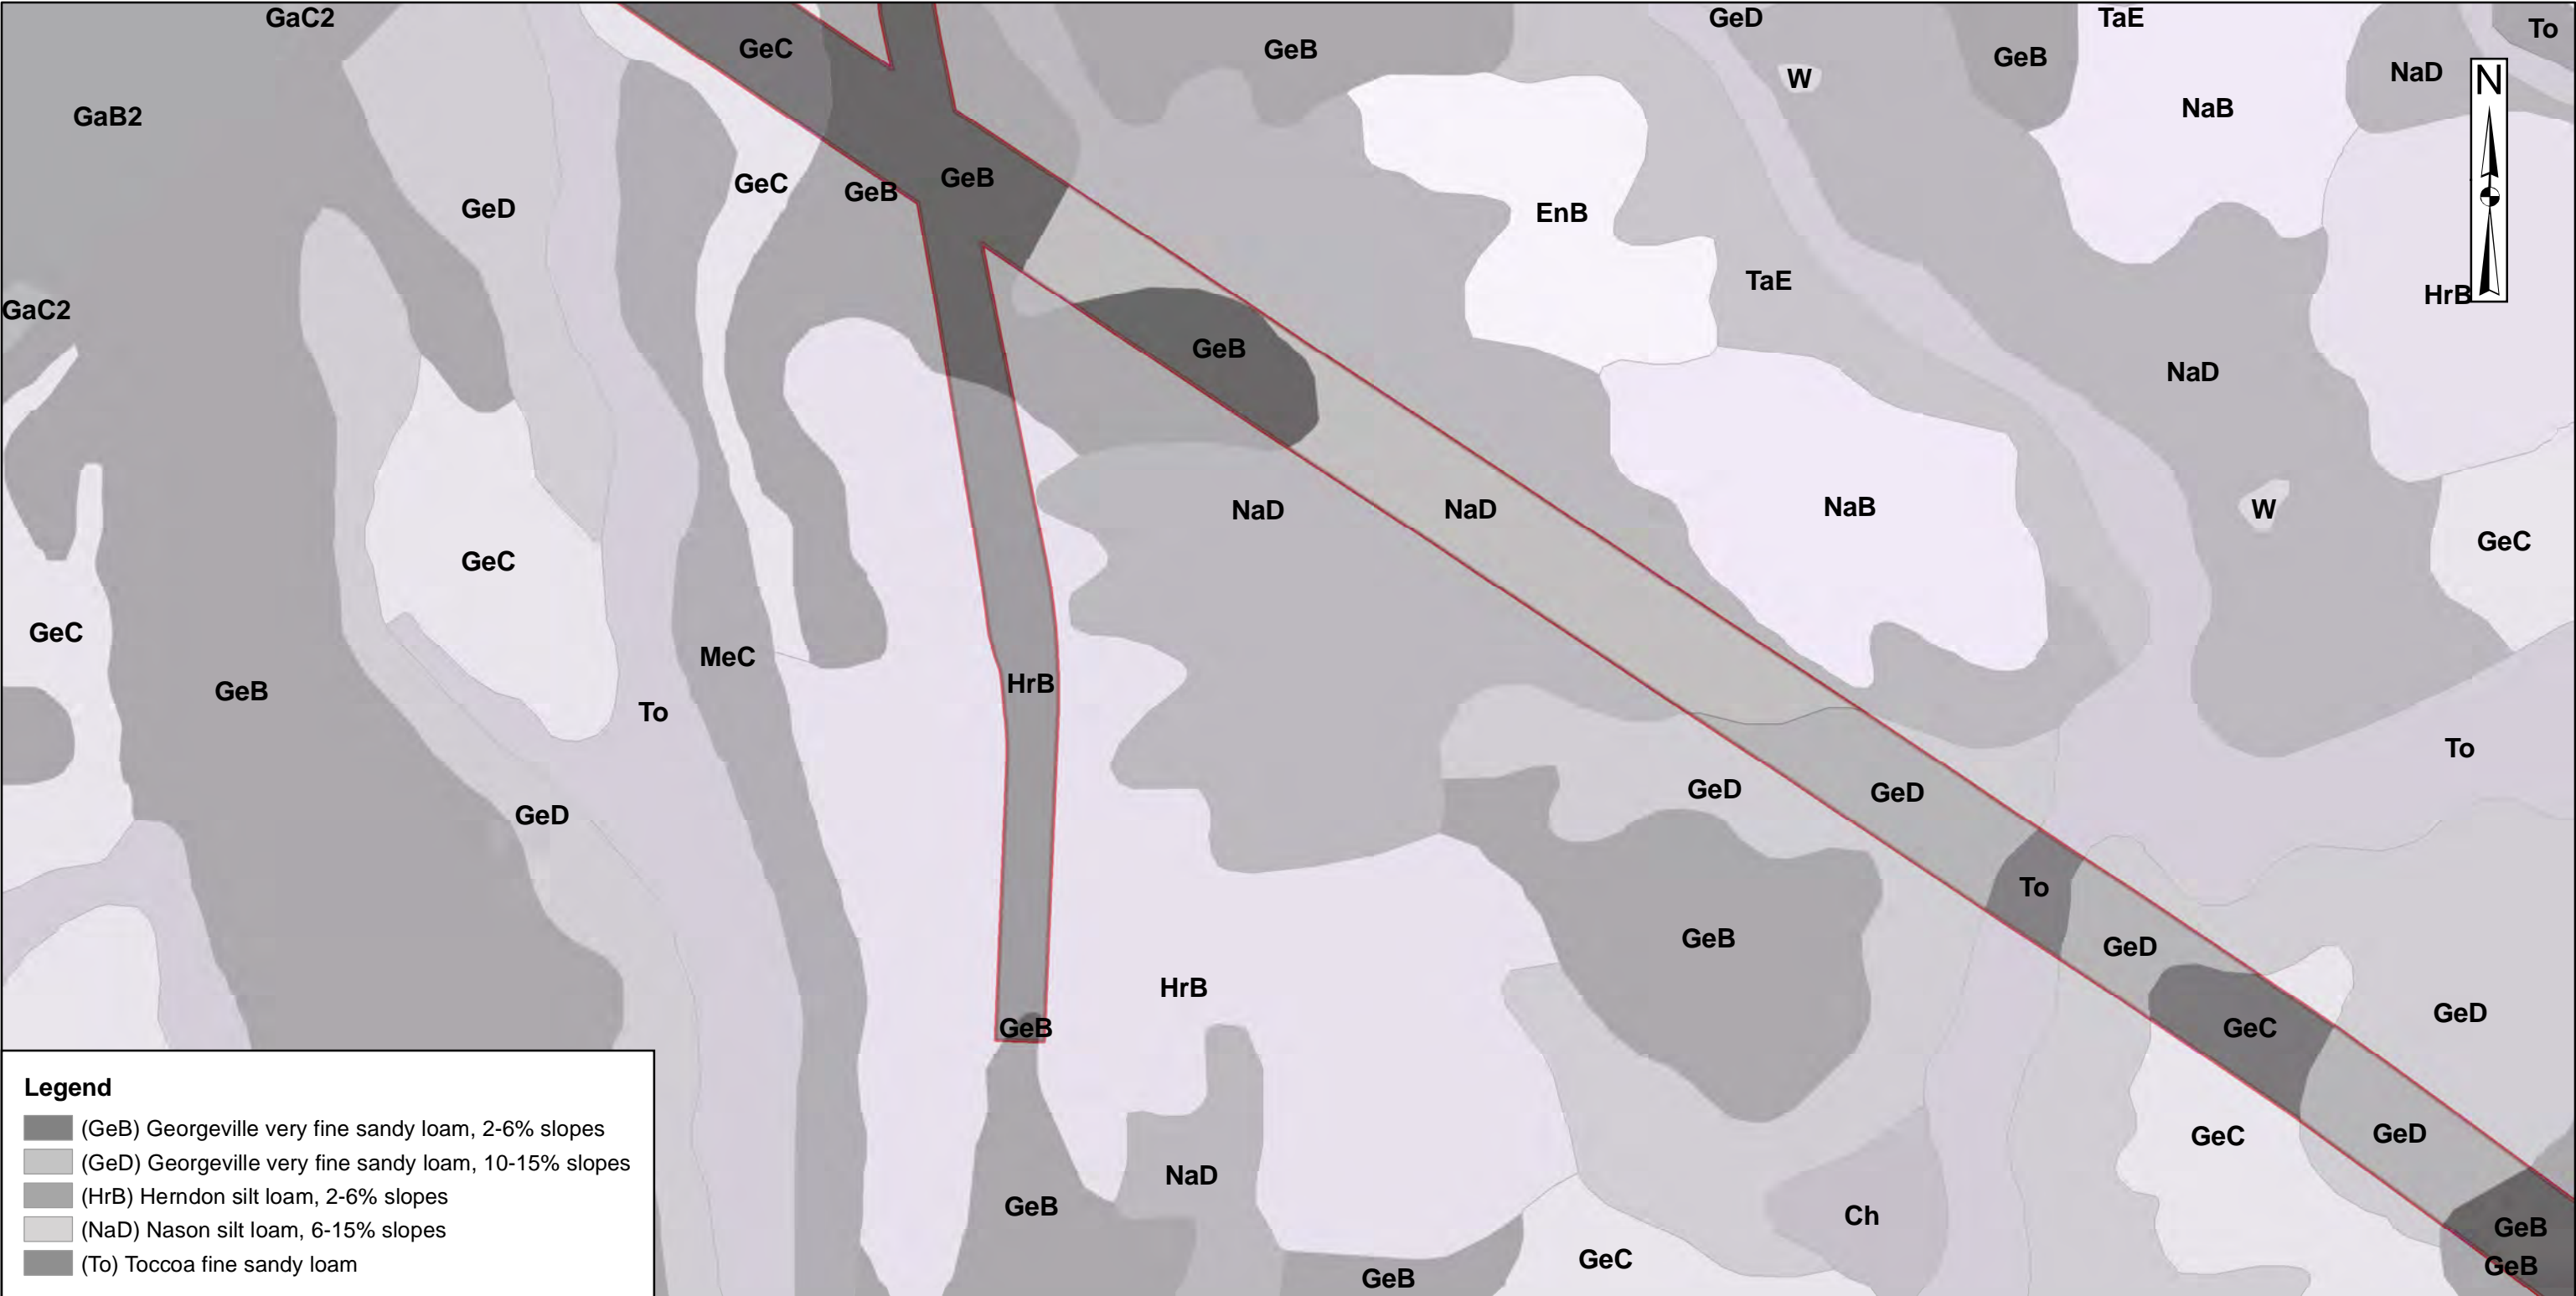 GaC2
GeC
GeB
GeD
TaE
To
GeB
NaD
W
N
NaB
GaB2
GeC
GeB
GeB
GeD
EnB
TaE
HrB
GaC2
GeB
NaD
NaD
NaD
NaB
W
GeC
GeC
GeC
MeC
HrB
GeB
To
To
GeD
GeD
GeD
To
GeB
GeD
HrB
GeD
GeB
GeC
GeC
GeD
NaD
GeB
Ch
GeB
GeC
GeB
GeB
Legend
(GeB) Georgeville very fine sandy loam, 2-6% slopes
(GeD) Georgeville very fine sandy loam, 10-15% slopes
(HrB) Herndon silt loam, 2-6% slopes
(NaD) Nason silt loam, 6-15% slopes
(To) Toccoa fine sandy loam